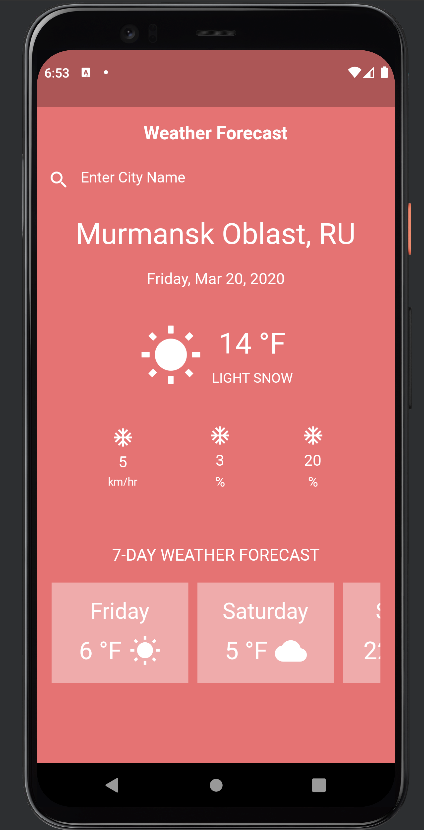 6:53
Weather Forecast
Enter City Name
Murmansk Oblast, RU
Friday, Mar 20, 2020
14 °F
LIGHT SNOW
5 3 20
km/hr % %
7-DAY WEATHER FORECAST
Friday Saturday
6 °F 5 °F